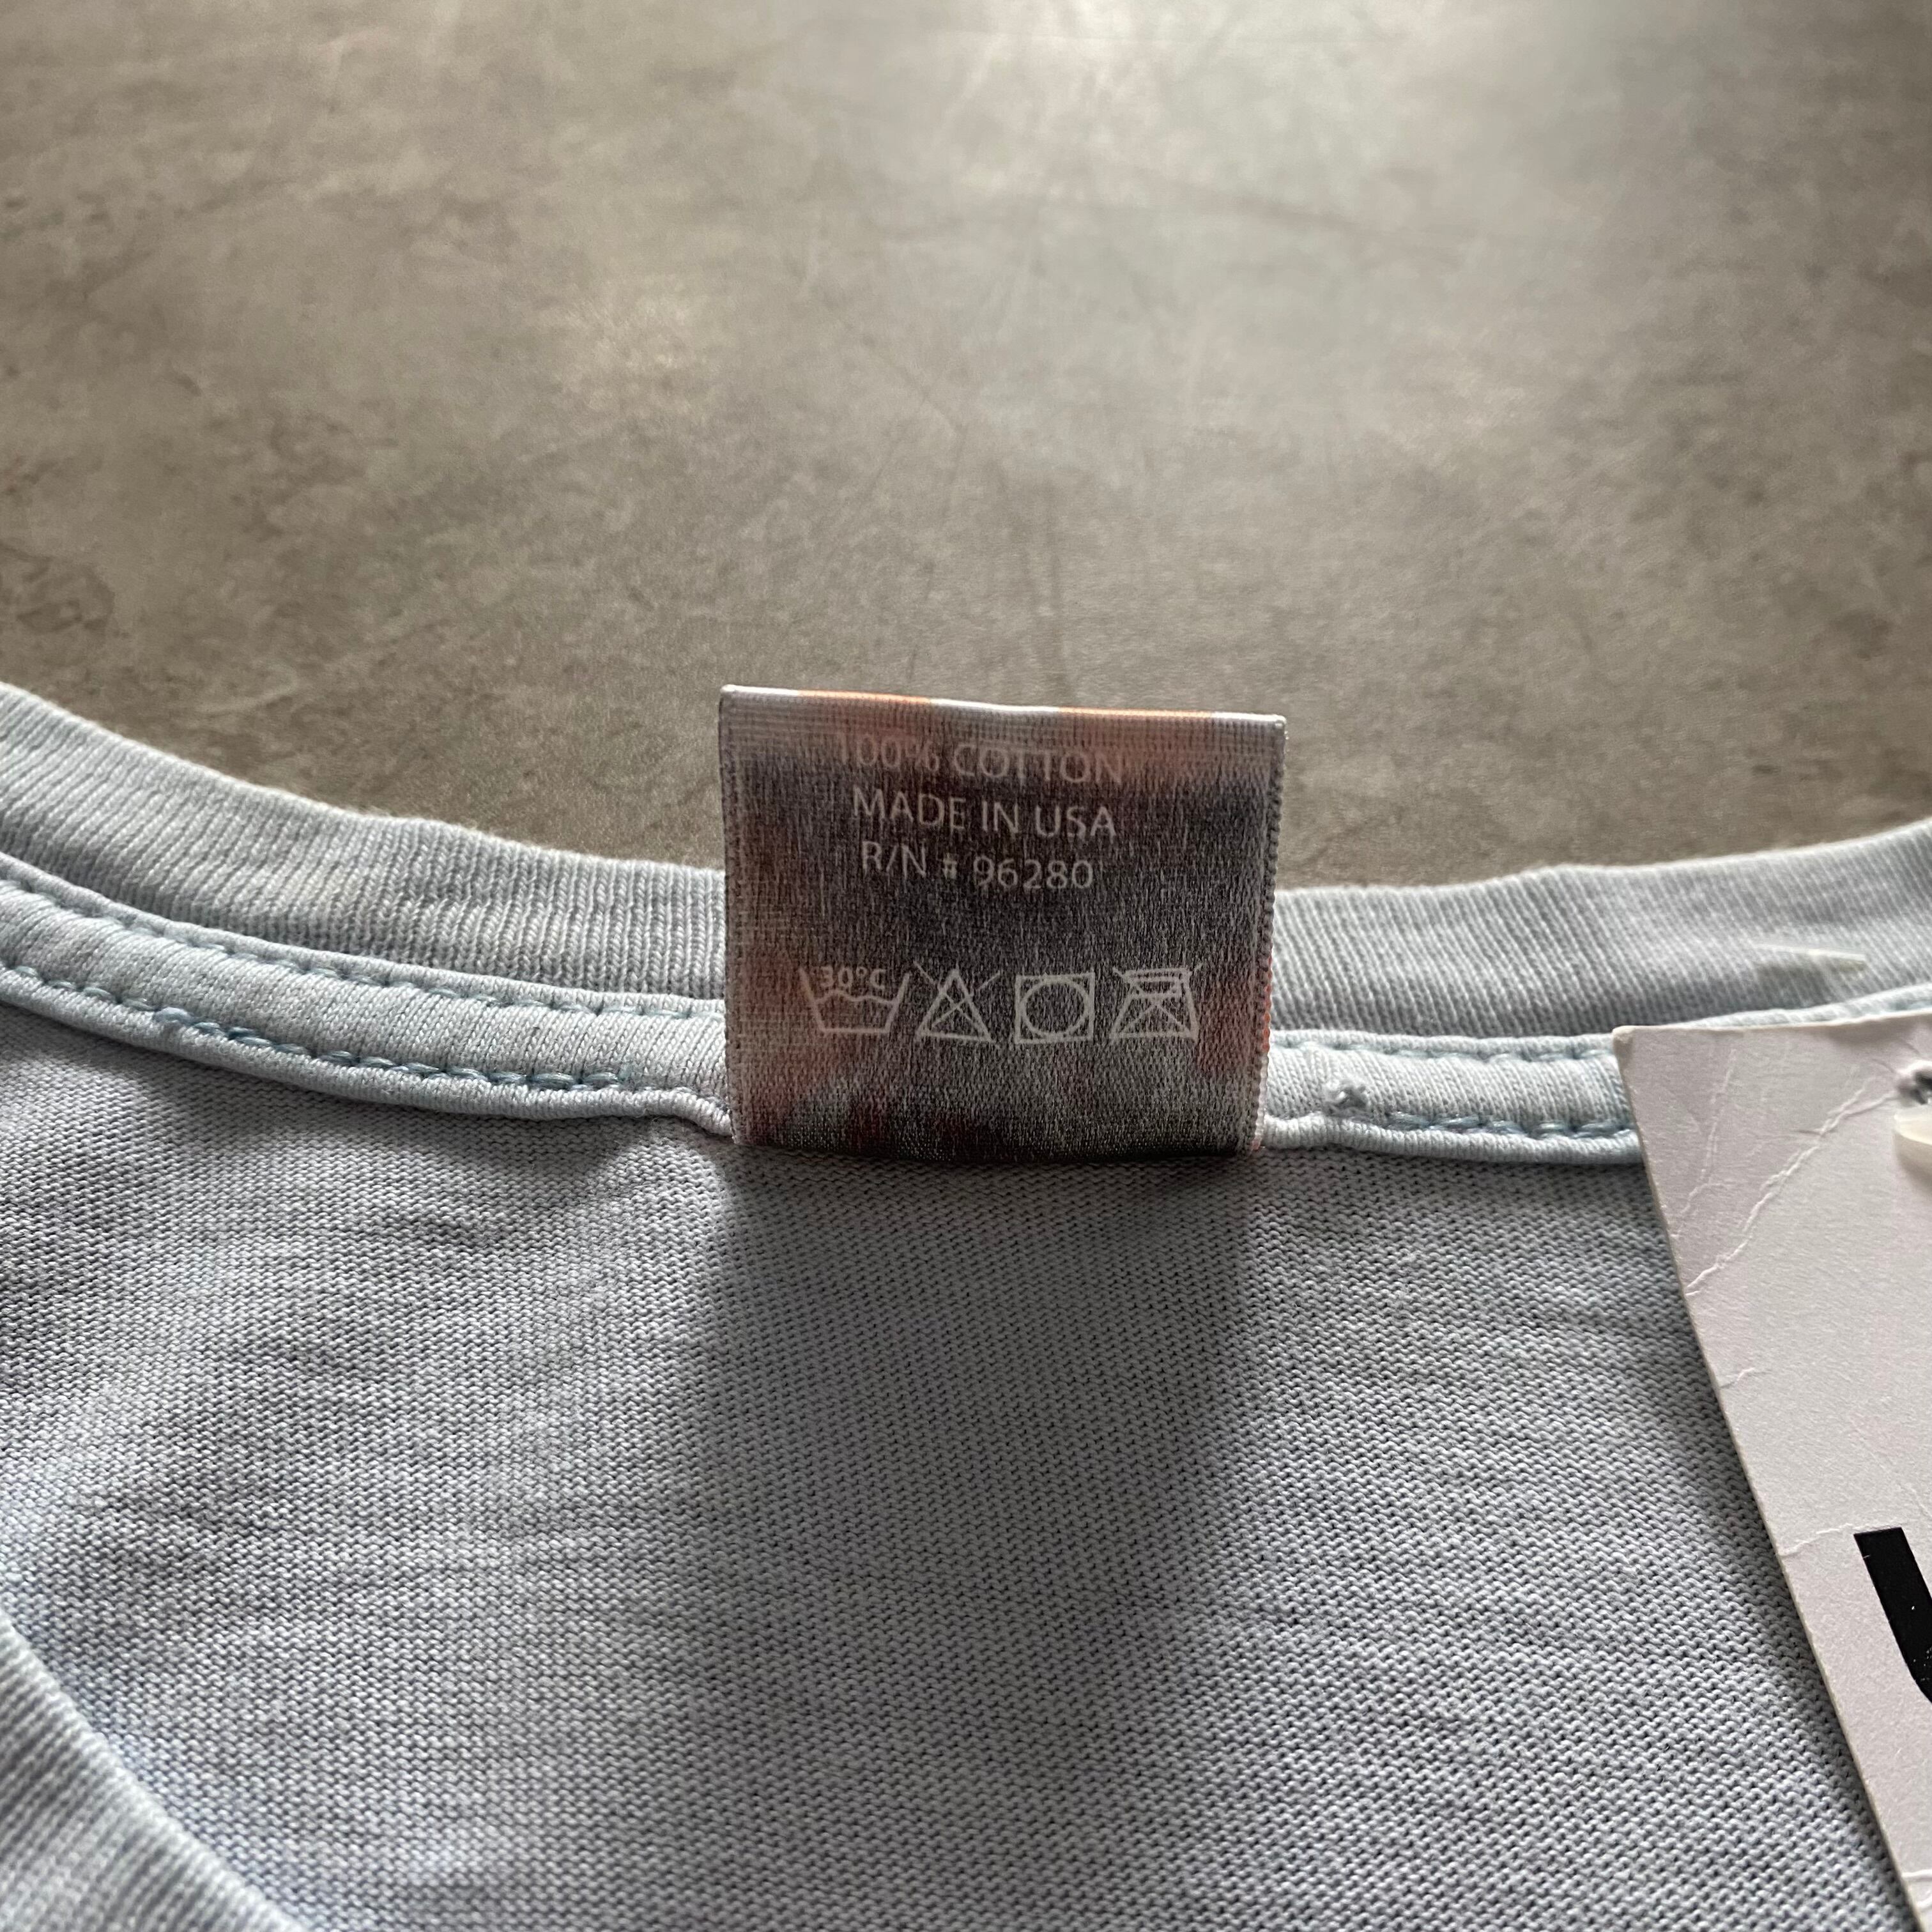 100% COTTON
MADE IN USA
R/N # 96280
30°C